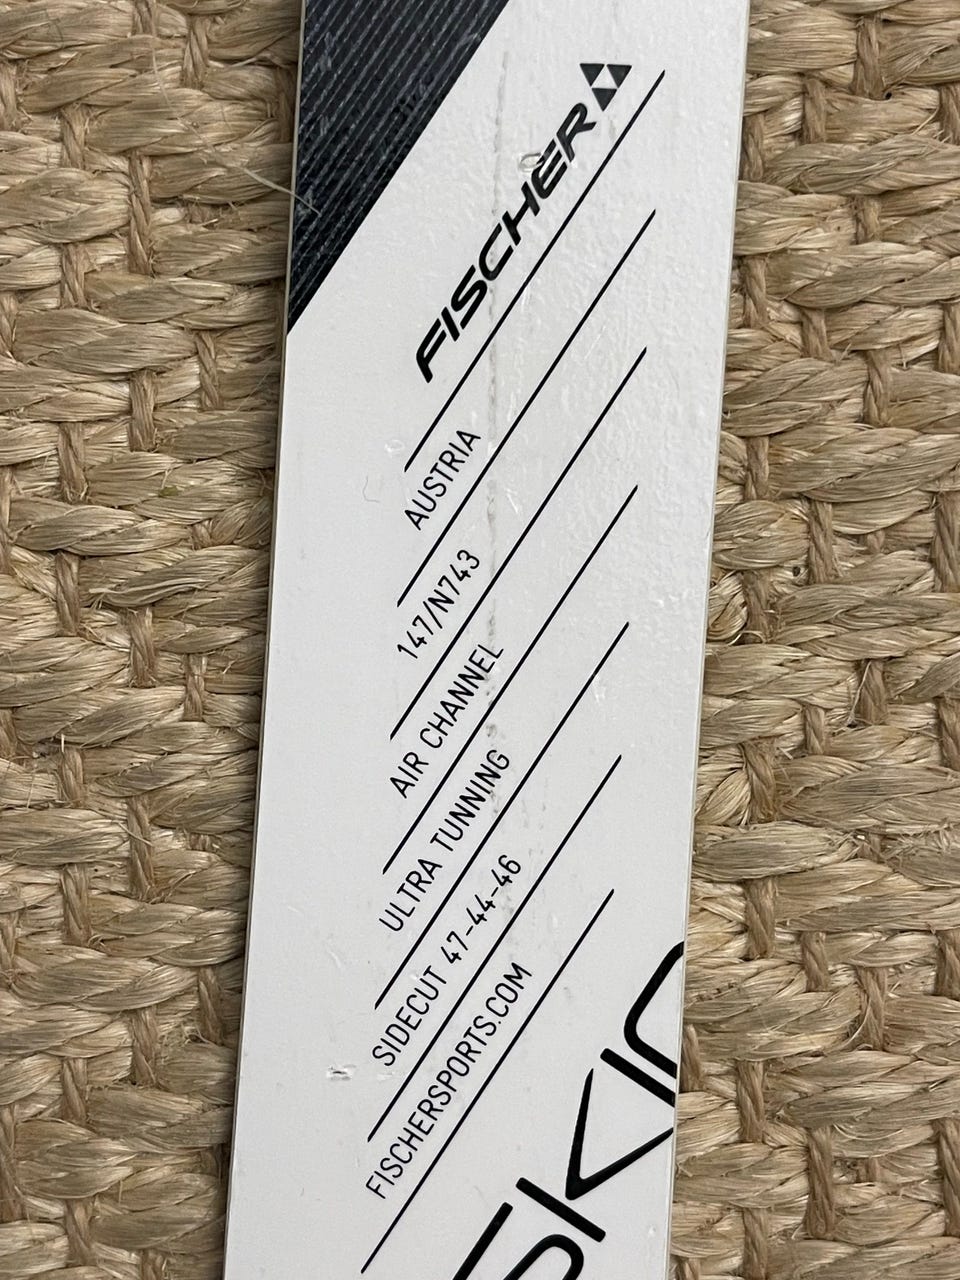 FISCHER
AUSTRIA
147/N743
AIR CHANNEL
ULTRA TUNNING
SIDECUT 47-44-46
FISCHERSPORTS.COM